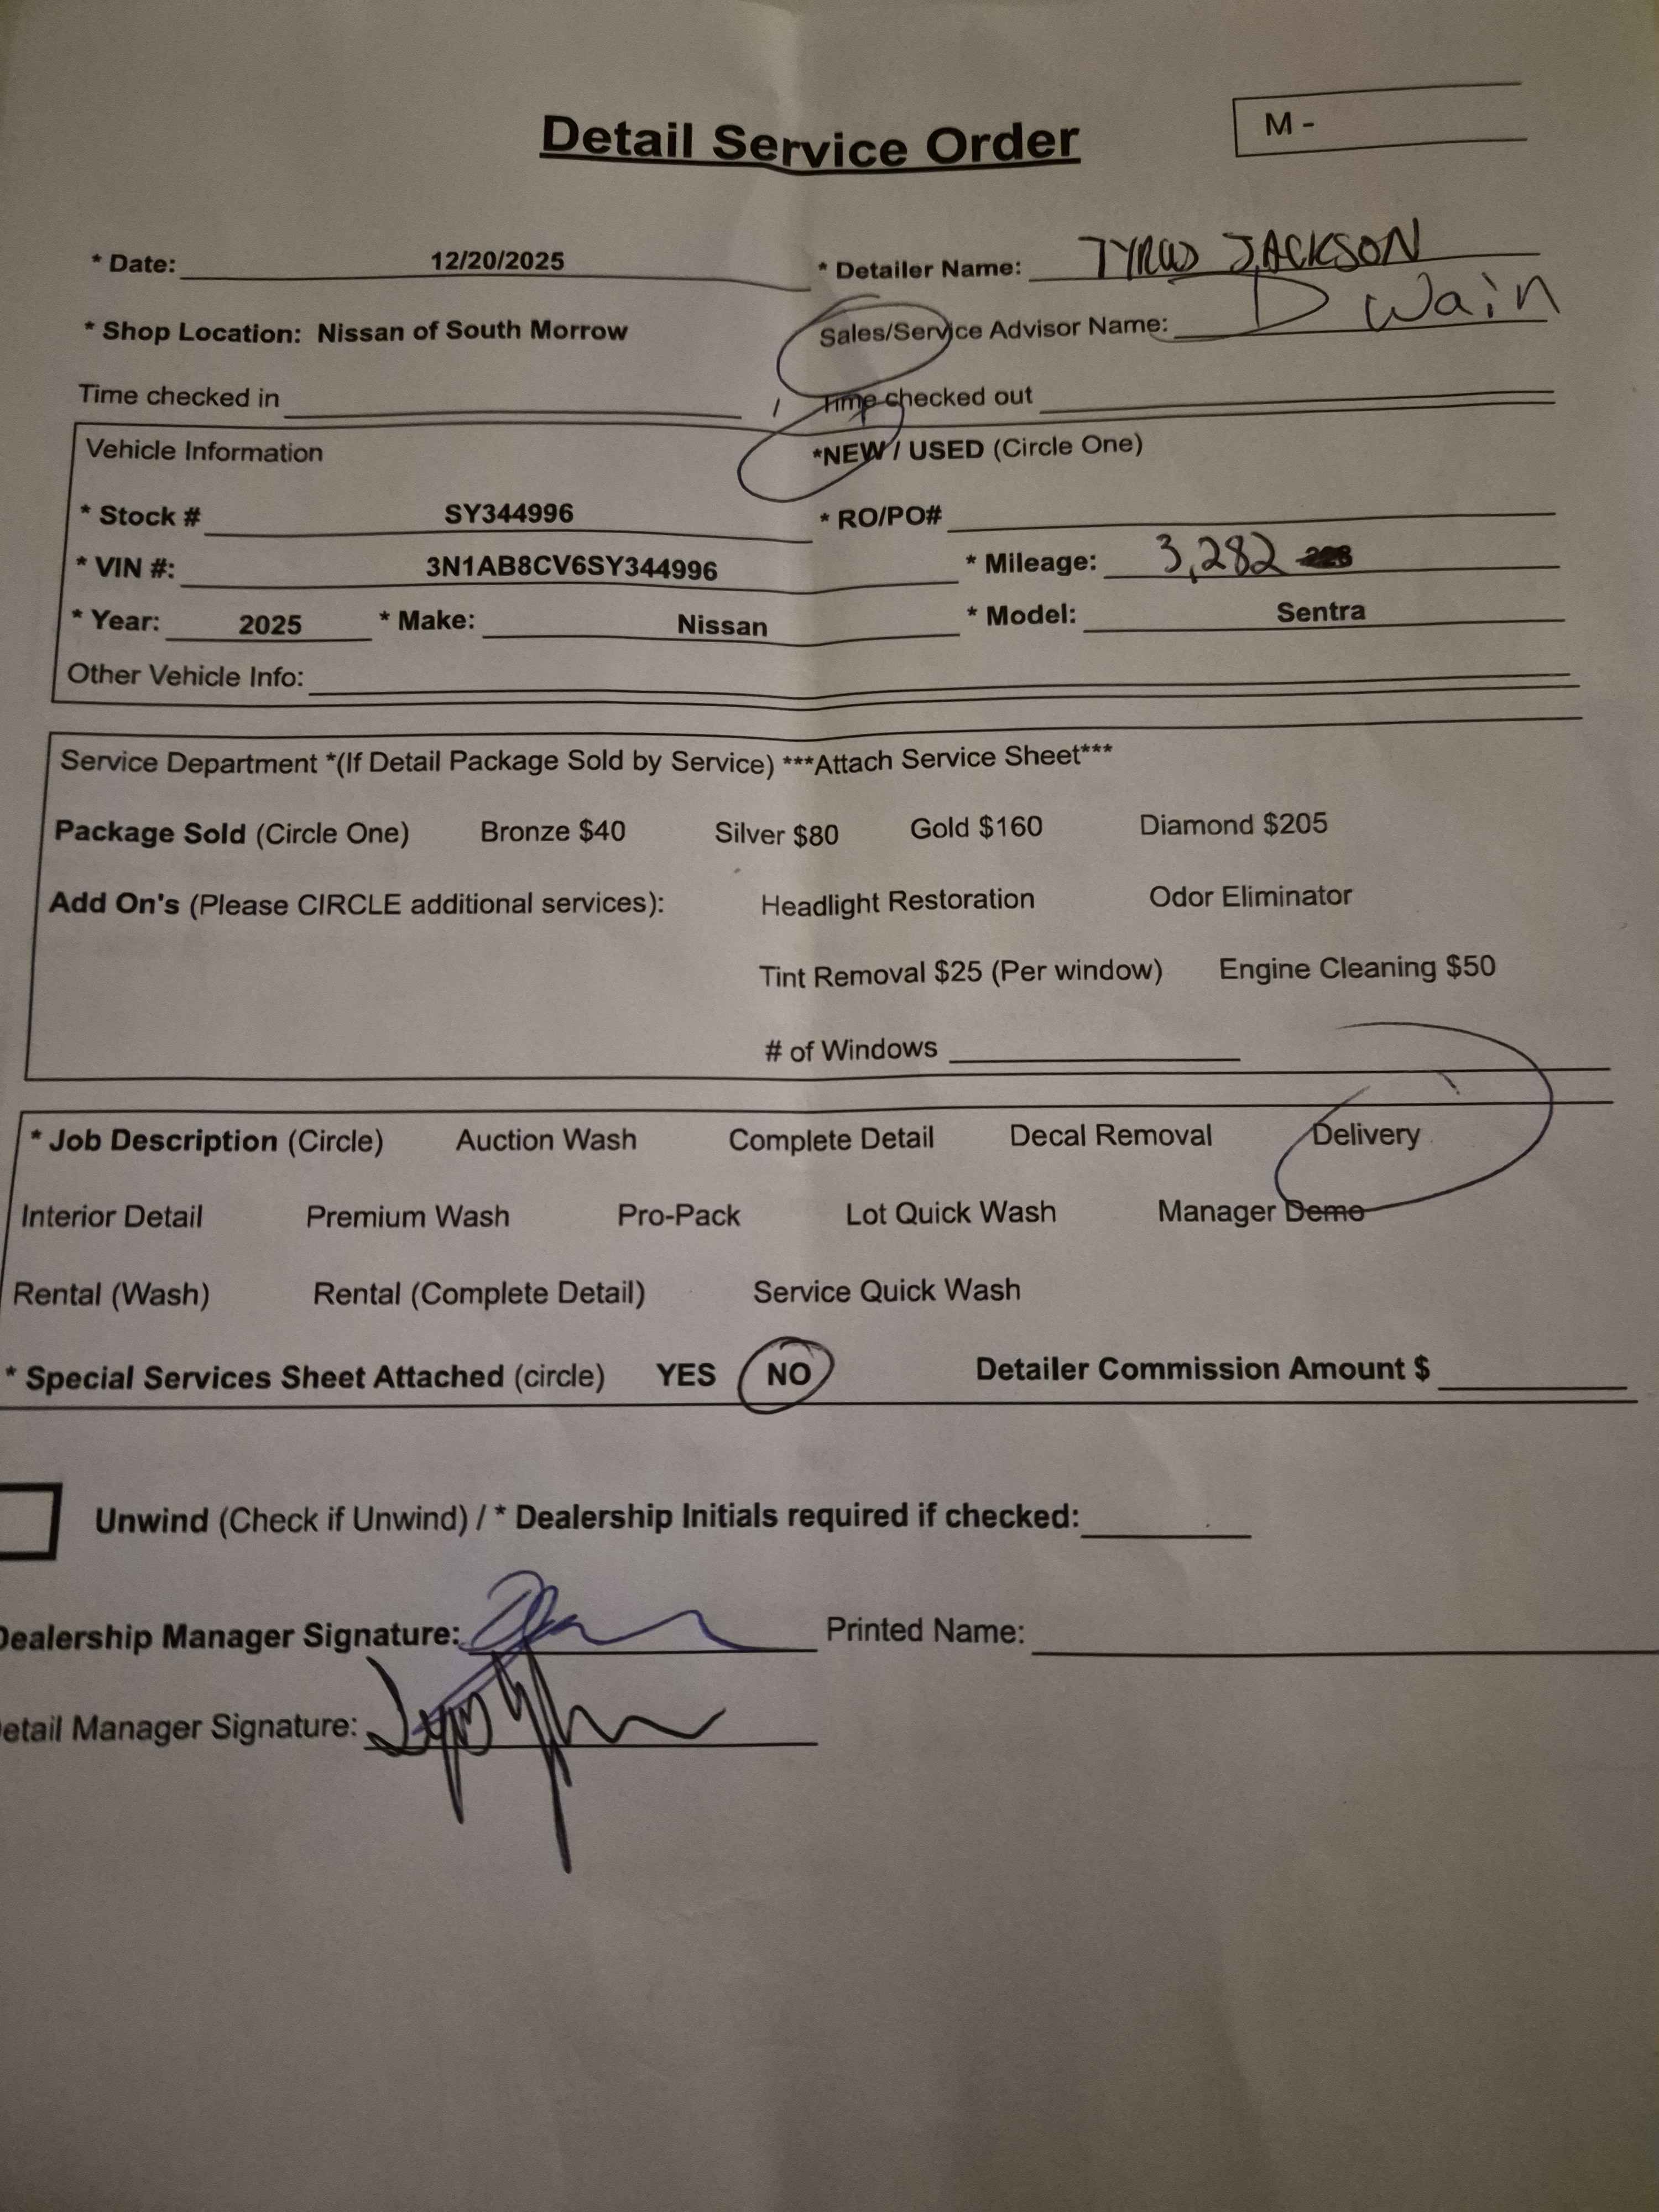 Detail Service Order
M -
* Date: 12/20/2025 * Detailer Name: TYRUS JACKSON
* Shop Location: Nissan of South Morrow Sales/Service Advisor Name: D Wain
Time checked in Time checked out
Vehicle Information *NEW / USED (Circle One)
* Stock # SY344996 * RO/PO#
* VIN #: 3N1AB8CV6SY344996 * Mileage: 3,282
* Year: 2025 * Make: Nissan * Model: Sentra
Other Vehicle Info:
Service Department *(If Detail Package Sold by Service) ***Attach Service Sheet***
Package Sold (Circle One) Bronze $40 Silver $80 Gold $160 Diamond $205
Add On's (Please CIRCLE additional services): Headlight Restoration Odor Eliminator
Tint Removal $25 (Per window) Engine Cleaning $50
# of Windows
* Job Description (Circle) Auction Wash Complete Detail Decal Removal Delivery
Interior Detail Premium Wash Pro-Pack Lot Quick Wash Manager Demo
Rental (Wash) Rental (Complete Detail) Service Quick Wash
* Special Services Sheet Attached (circle) YES NO Detailer Commission Amount $
Unwind (Check if Unwind) / * Dealership Initials required if checked:
Dealership Manager Signature: Printed Name:
etail Manager Signature: